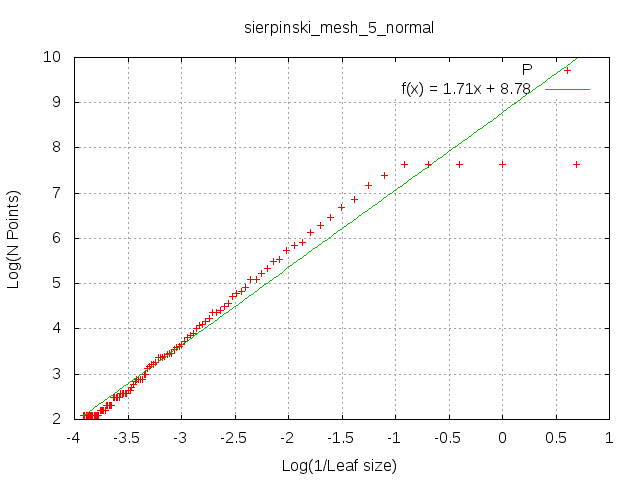 sierpinski_mesh_5_normal
10
9
8
7
6
5
4
3
2
Log(N Points)
P
f(x) = 1.71x + 8.78
-4 -3.5 -3 -2.5 -2 -1.5 -1 -0.5 0 0.5 1
Log(1/Leaf size)